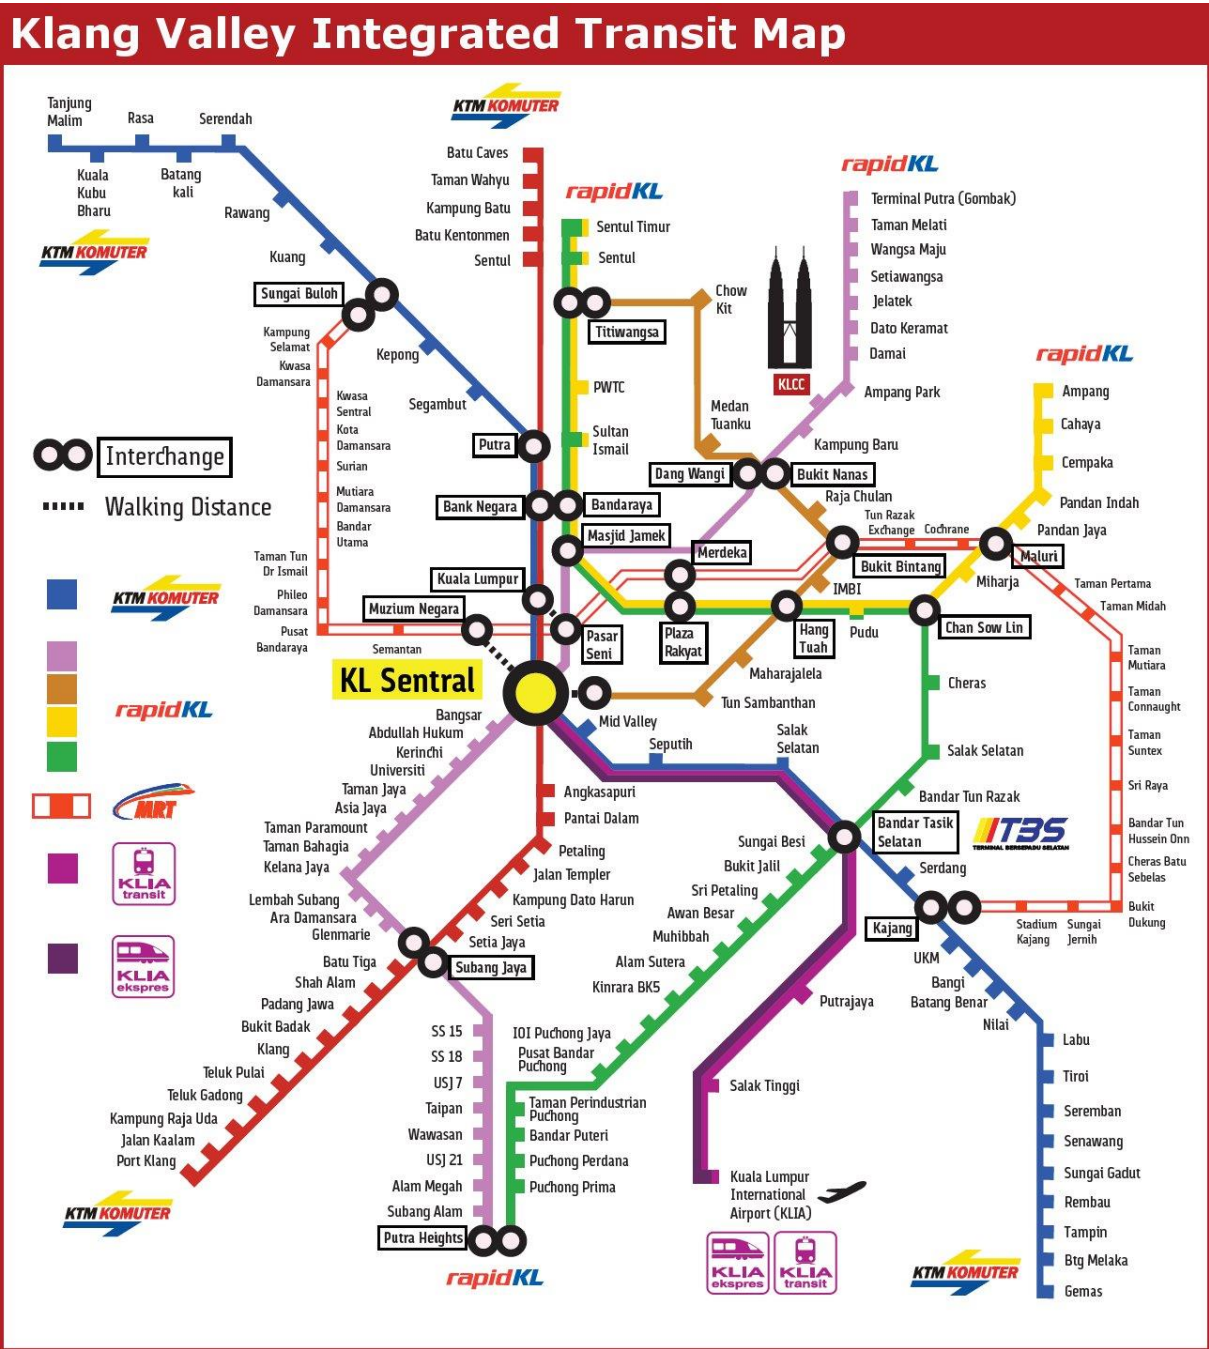 Klang Valley Integrated Transit Map
Tanjung
Malim
Rasa
Serendah
Kuala
Kubu
Bharu
Batang
kali
Rawang
Kuang
KTM KOMUTER
Sungai Buloh
Kepong
Segambut
KTM KOMUTER
Batu Caves
Taman Wahyu
Kampung Batu
Batu Kentonmen
Sentul
Putra
Bank Negara
Kuala Lumpur
rapidKL
Sentul Timur
Sentul
Titiwangsa
PWTC
Sultan
Ismail
Bandaraya
Masjid Jamek
Chow
Kit
Medan
Tuanku
KLCC
rapidKL
Terminal Putra (Gombak)
Taman Melati
Wangsa Maju
Setiawangsa
Jelatek
Dato Keramat
Damai
Ampang Park
Kampung Baru
Dang Wangi
Bukit Nanas
Raja Chulan
rapidKL
Ampang
Cahaya
Cempaka
Pandan Indah
Pandan Jaya
Maluri
Miharja
Tun Razak
Exchange
Cochrane
Bukit Bintang
Merdeka
IMBI
Plaza
Rakyat
Hang
Tuah
Pudu
Chan Sow Lin
Maharajalela
Tun Sambanthan
Kampung
Selamat
Kwasa
Damansara
Kwasa
Sentral
Kota
Damansara
Surian
Mutiara
Damansara
Bandar
Utama
Taman Tun
Dr Ismail
Phileo
Damansara
Pusat
Bandaraya
Semantan
Muzium Negara
Pasar
Seni
KL Sentral
Interchange
Walking Distance
KTM KOMUTER
rapidKL
MRT
KLIA
transit
KLIA
ekspres
Taman Pertama
Taman Midah
Taman
Mutiara
Taman
Connaught
Taman
Suntex
Sri Raya
Bandar Tun
Hussein Onn
Cheras Batu
Sebelas
Bukit
Dukung
Sungai
Jernih
Stadium
Kajang
Cheras
Salak Selatan
Bandar Tun Razak
Bandar Tasik
Selatan
TBS
TERMINAL BERSEPADU SELATAN
Mid Valley
Seputih
Salak
Selatan
Serdang
Kajang
UKM
Bangi
Batang Benar
Nilai
Labu
Tiroi
Seremban
Senawang
Sungai Gadut
Rembau
Tampin
Btg Melaka
Gemas
KTM KOMUTER
Bangsar
Abdullah Hukum
Kerinchi
Universiti
Taman Jaya
Asia Jaya
Taman Paramount
Taman Bahagia
Kelana Jaya
Lembah Subang
Ara Damansara
Glenmarie
Subang Jaya
SS 15
SS 18
USJ 7
Taipan
Wawasan
USJ 21
Alam Megah
Subang Alam
Putra Heights
rapidKL
Angkasapuri
Pantai Dalam
Petaling
Jalan Templer
Kampung Dato Harun
Seri Setia
Setia Jaya
Batu Tiga
Shah Alam
Padang Jawa
Bukit Badak
Klang
Teluk Pulai
Teluk Gadong
Kampung Raja Uda
Jalan Kaalam
Port Klang
KTM KOMUTER
Sungai Besi
Bukit Jalil
Sri Petaling
Awan Besar
Muhibbah
Alam Sutera
Kinrara BK5
IOI Puchong Jaya
Pusat Bandar
Puchong
Taman Perindustrian
Puchong
Bandar Puteri
Puchong Perdana
Puchong Prima
Putrajaya
Salak Tinggi
Kuala Lumpur
International
Airport (KLIA)
KLIA
ekspres
KLIA
transit